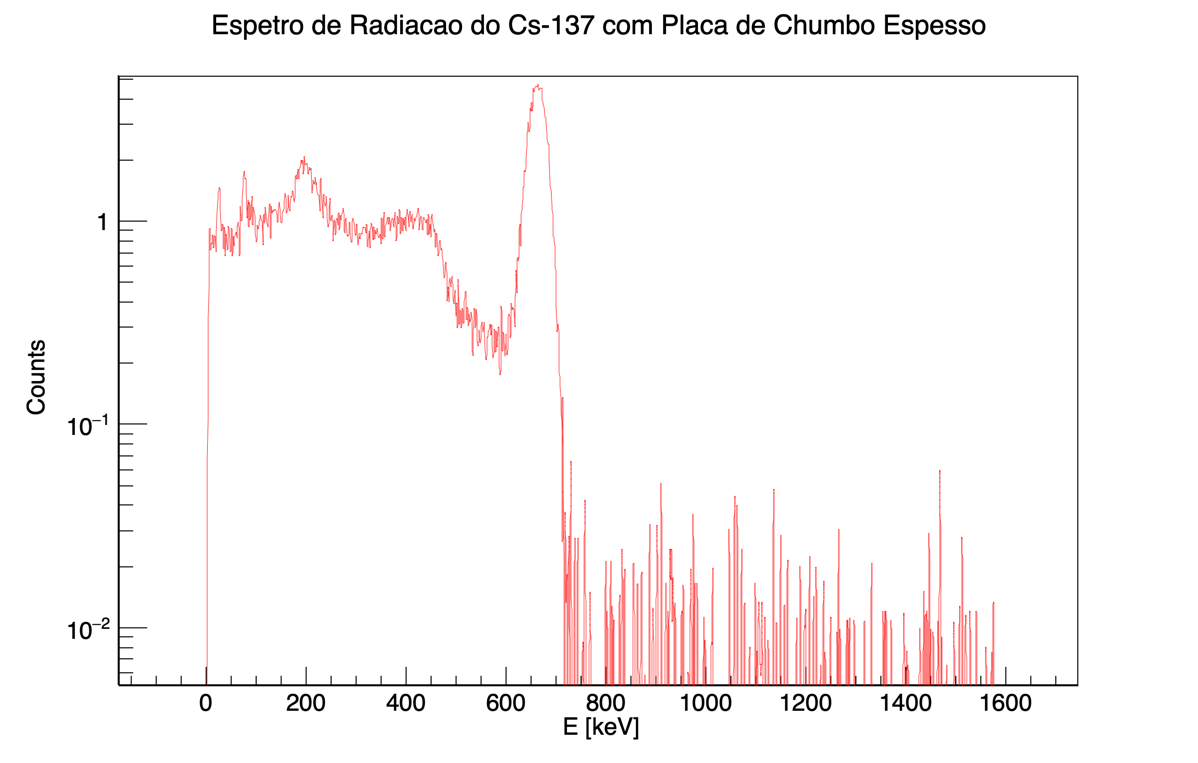 Espetro de Radiacao do Cs-137 com Placa de Chumbo Espesso
Counts
1
10⁻¹
10⁻²
0 200 400 600 800 1000 1200 1400 1600
E [keV]